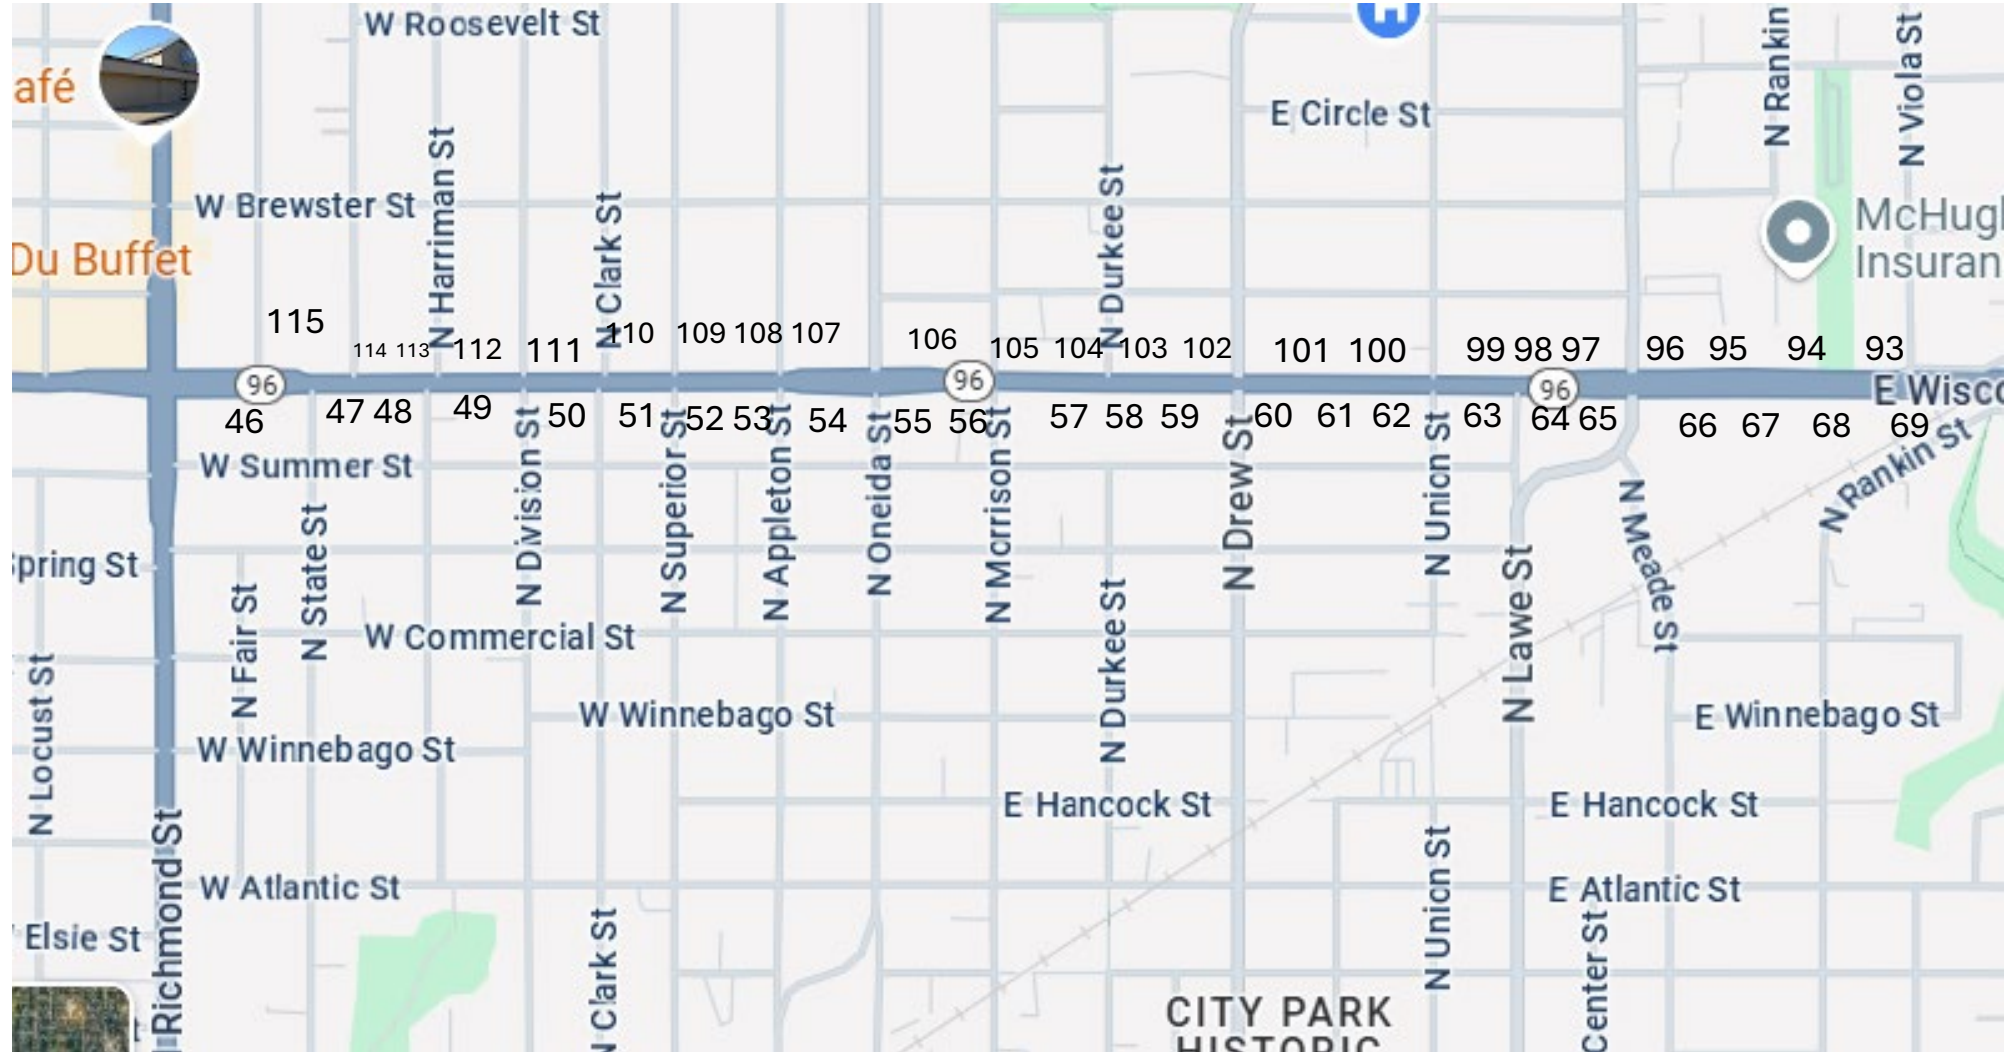 W Roosevelt St
N Rankin
N Viola St
afé
E Circle St
N Harriman St
W Brewster St
N Clark St
N Durkee St
McHugh
Insuran
Du Buffet
115
110 109 108 107
106
114 113 112 111
105 104 103 102 101 100 99 98 97 96 95 94 93
96
96
96
E Wisco
46 47 48 49 50 51 52 53 54 55 56 57 58 59 60 61 62 63 64 65 66 67 68 69
W Summer St
N Division St
N Superior St
N Appleton St
N Oneida St
N Morrison St
N Drew St
N Union St
N Rankin St
N State St
N Meade St
Spring St
N Fair St
N Lawe St
W Commercial St
N Durkee St
N Locust St
W Winnebago St
E Winnebago St
W Winnebago St
E Hancock St
E Hancock St
N Richmond St
N Union St
W Atlantic St
E Atlantic St
Elsie St
N Clark St
Center St
CITY PARK
HISTORIC